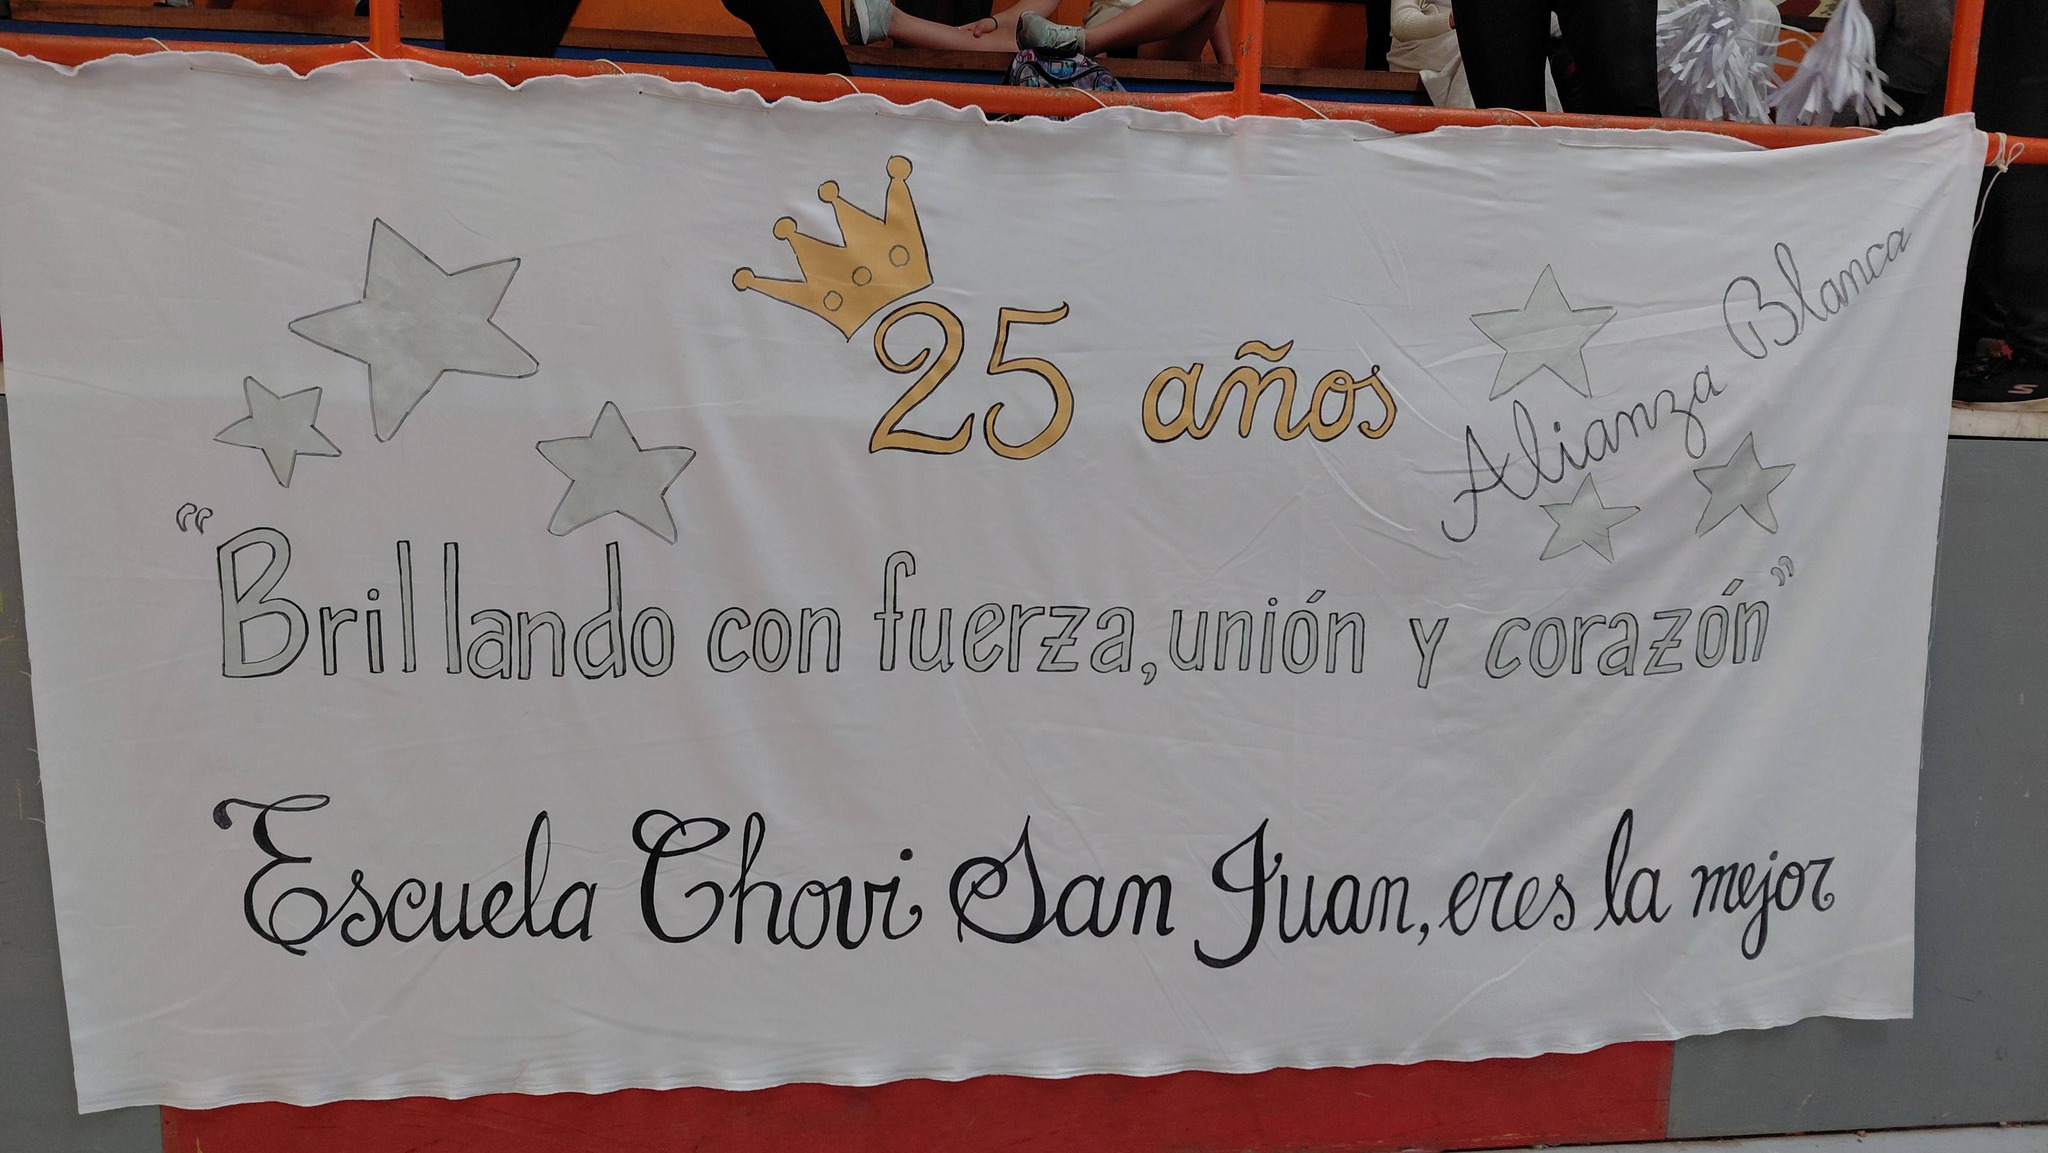 25 años
Alianza Blanca
“Brillando con fuerza, unión y corazón”
Escuela Chovi San Juan, eres la mejor